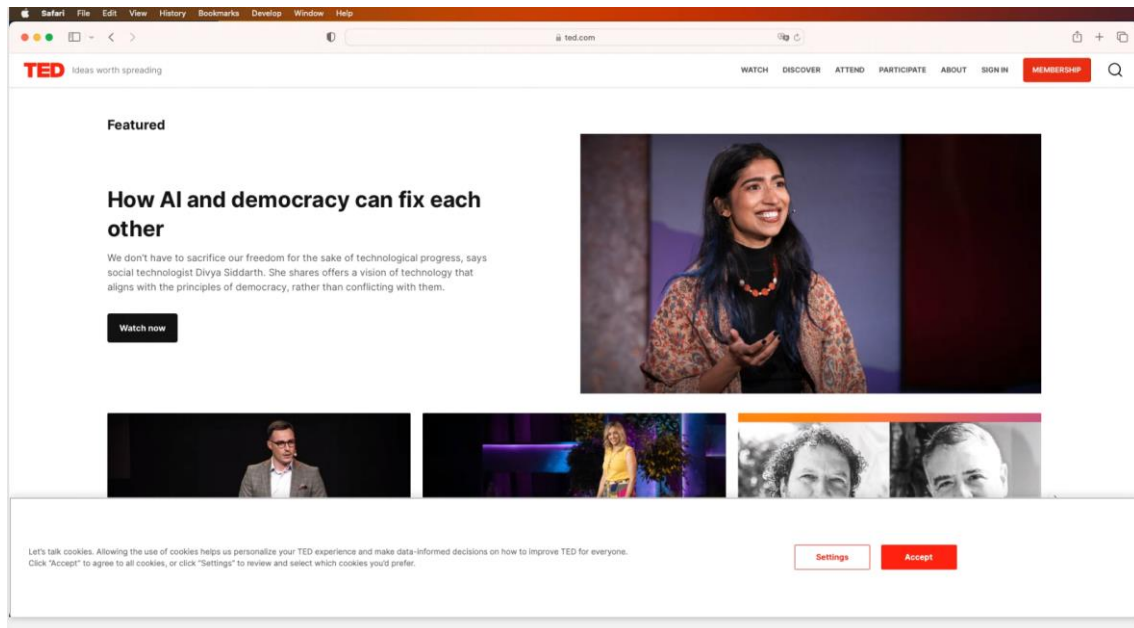 Safari File Edit View History Bookmarks Develop Window Help
ted.com
TED Ideas worth spreading
WATCH DISCOVER ATTEND PARTICIPATE ABOUT SIGN IN MEMBERSHIP
Featured
How AI and democracy can fix each
other
We don't have to sacrifice our freedom for the sake of technological progress, says
social technologist Divya Siddarth. She shares offers a vision of technology that
aligns with the principles of democracy, rather than conflicting with them.
Watch now
Let's talk cookies. Allowing the use of cookies helps us personalize your TED experience and make data-informed decisions on how to improve TED for everyone.
Click "Accept" to agree to all cookies, or click "Settings" to review and select which cookies you'd prefer.
Settings Accept